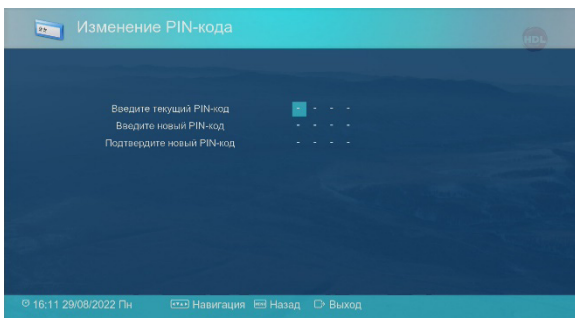 Изменение PIN-кода
HDL
Введите текущий PIN-код - - - -
Введите новый PIN-код - - - -
Подтвердите новый PIN-код - - - -
16:11 29/08/2022 Пн Навигация Назад Выход